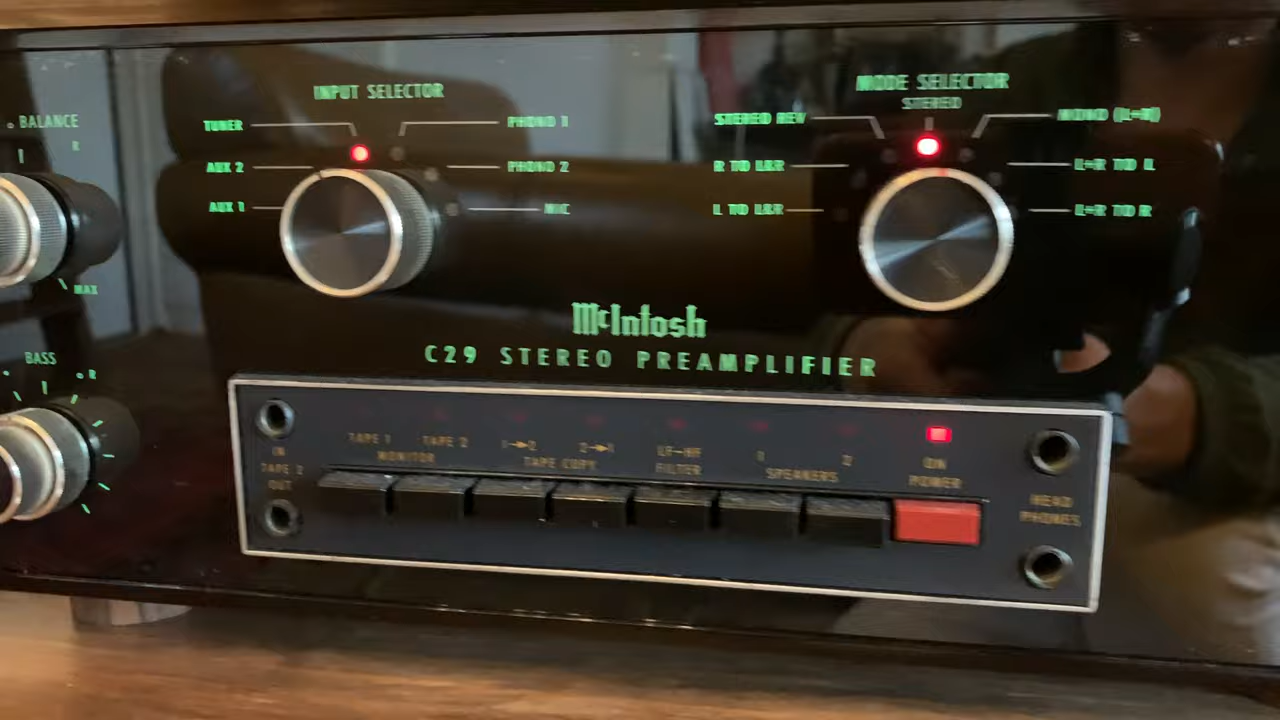 BALANCE
R
MAX
BASS
R
INPUT SELECTOR
TUNER
PHONO 1
AUX 2
PHONO 2
AUX 1
MIC
MODE SELECTOR
STEREO
STEREO REV
MONO (L+R)
R TO L&R
L+R TO L
L TO L&R
L+R TO R
McIntosh
C29 STEREO PREAMPLIFIER
IN
TAPE 2
OUT
TAPE 1 TAPE 2
MONITOR
1→2 2→1
TAPE COPY
LF–HF
FILTER
1 2
SPEAKERS
ON
POWER
HEAD
PHONES